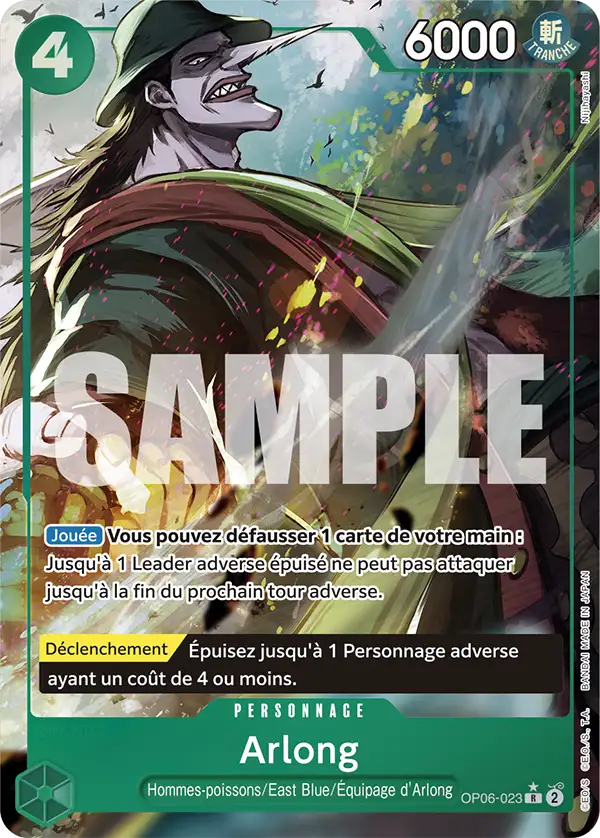 4
6000
斬
TRANCHE
Nijihayashi
SAMPLE
Jouée Vous pouvez défausser 1 carte de votre main :
Jusqu'à 1 Leader adverse épuisé ne peut pas attaquer
jusqu'à la fin du prochain tour adverse.
Déclenchement Épuisez jusqu'à 1 Personnage adverse
ayant un coût de 4 ou moins.
PERSONNAGE
Arlong
Hommes-poissons/East Blue/Équipage d'Arlong
OP06-023 R 2
©E.O/S ©E.O./S., T.A. BANDAI MADE IN JAPAN